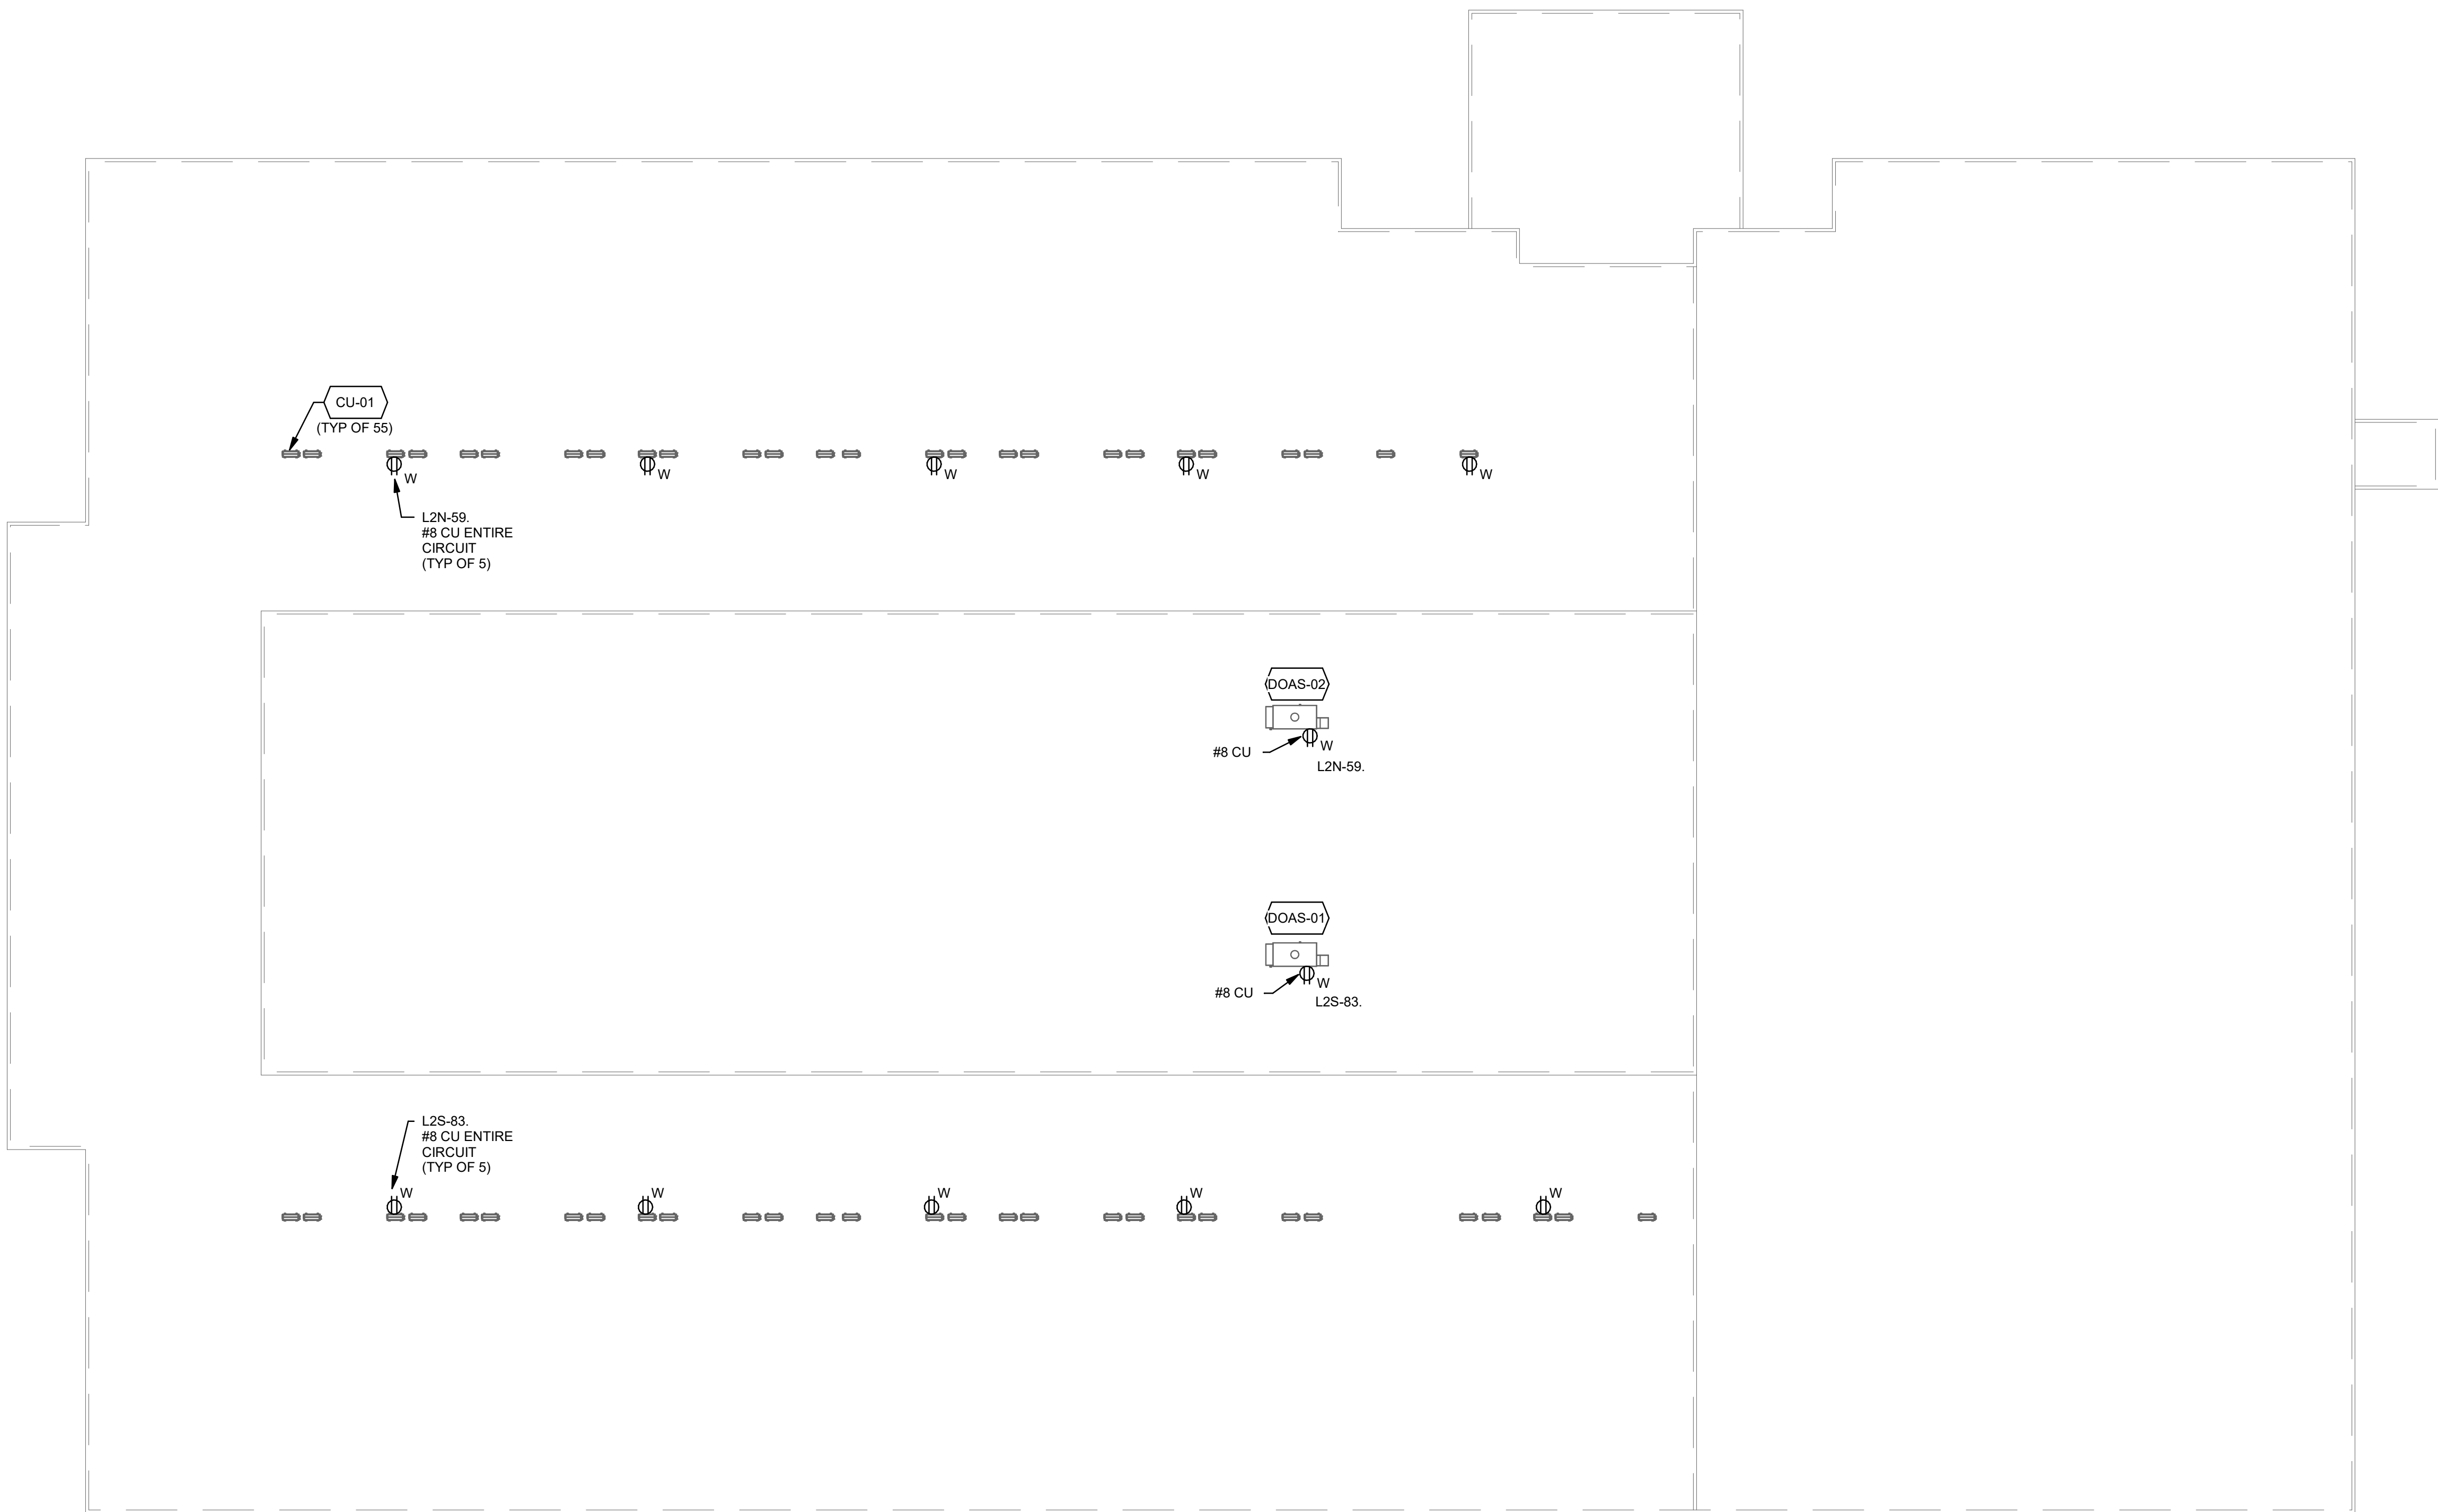 CU-01
(TYP OF 55)
W
W
W
W
W
L2N-59.
#8 CU ENTIRE
CIRCUIT
(TYP OF 5)
DOAS-02
#8 CU
W
L2N-59.
DOAS-01
#8 CU
W
L2S-83.
L2S-83.
#8 CU ENTIRE
CIRCUIT
(TYP OF 5)
W
W
W
W
W